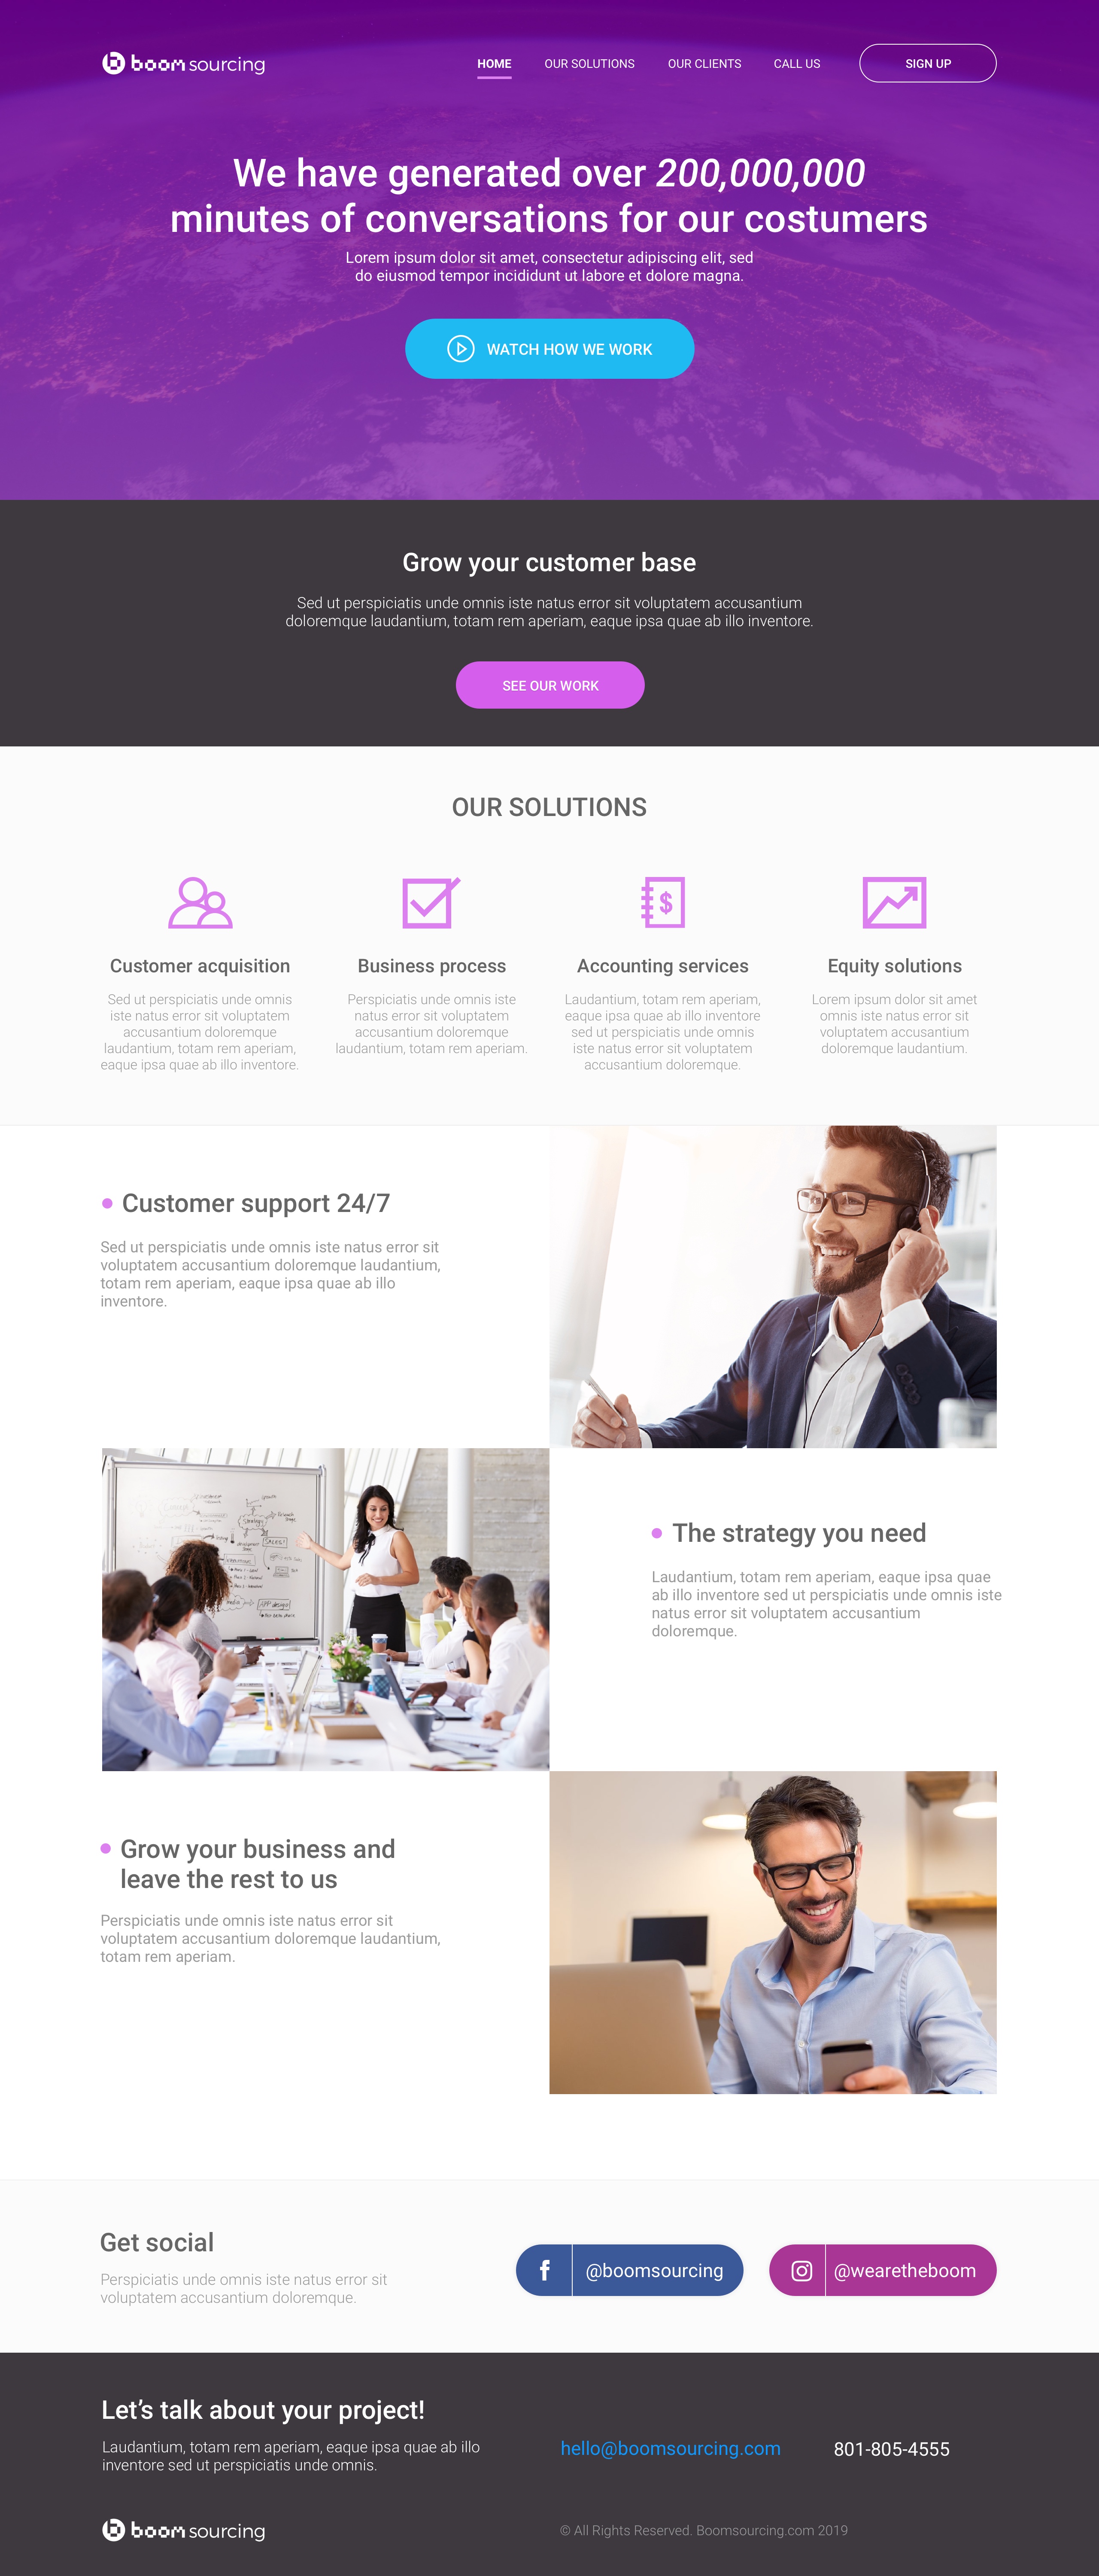 boom sourcing
HOME
OUR SOLUTIONS
OUR CLIENTS
CALL US
SIGN UP
We have generated over 200,000,000
minutes of conversations for our costumers
Lorem ipsum dolor sit amet, consectetur adipiscing elit, sed
do eiusmod tempor incididunt ut labore et dolore magna.
WATCH HOW WE WORK
Grow your customer base
Sed ut perspiciatis unde omnis iste natus error sit voluptatem accusantium
doloremque laudantium, totam rem aperiam, eaque ipsa quae ab illo inventore.
SEE OUR WORK
OUR SOLUTIONS
Customer acquisition
Sed ut perspiciatis unde omnis
iste natus error sit voluptatem
accusantium doloremque
laudantium, totam rem aperiam,
eaque ipsa quae ab illo inventore.
Business process
Perspiciatis unde omnis iste
natus error sit voluptatem
accusantium doloremque
laudantium, totam rem aperiam.
$
Accounting services
Laudantium, totam rem aperiam,
eaque ipsa quae ab illo inventore
sed ut perspiciatis unde omnis
iste natus error sit voluptatem
accusantium doloremque.
Equity solutions
Lorem ipsum dolor sit amet
omnis iste natus error sit
voluptatem accusantium
doloremque laudantium.
Customer support 24/7
Sed ut perspiciatis unde omnis iste natus error sit
voluptatem accusantium doloremque laudantium,
totam rem aperiam, eaque ipsa quae ab illo
inventore.
Strategy
SALES!
APP design!
The strategy you need
Laudantium, totam rem aperiam, eaque ipsa quae
ab illo inventore sed ut perspiciatis unde omnis iste
natus error sit voluptatem accusantium
doloremque.
Grow your business and
leave the rest to us
Perspiciatis unde omnis iste natus error sit
voluptatem accusantium doloremque laudantium,
totam rem aperiam.
Get social
Perspiciatis unde omnis iste natus error sit
voluptatem accusantium doloremque.
f
@boomsourcing
@wearetheboom
Let's talk about your project!
Laudantium, totam rem aperiam, eaque ipsa quae ab illo
inventore sed ut perspiciatis unde omnis.
hello@boomsourcing.com
801-805-4555
boom sourcing
© All Rights Reserved. Boomsourcing.com 2019